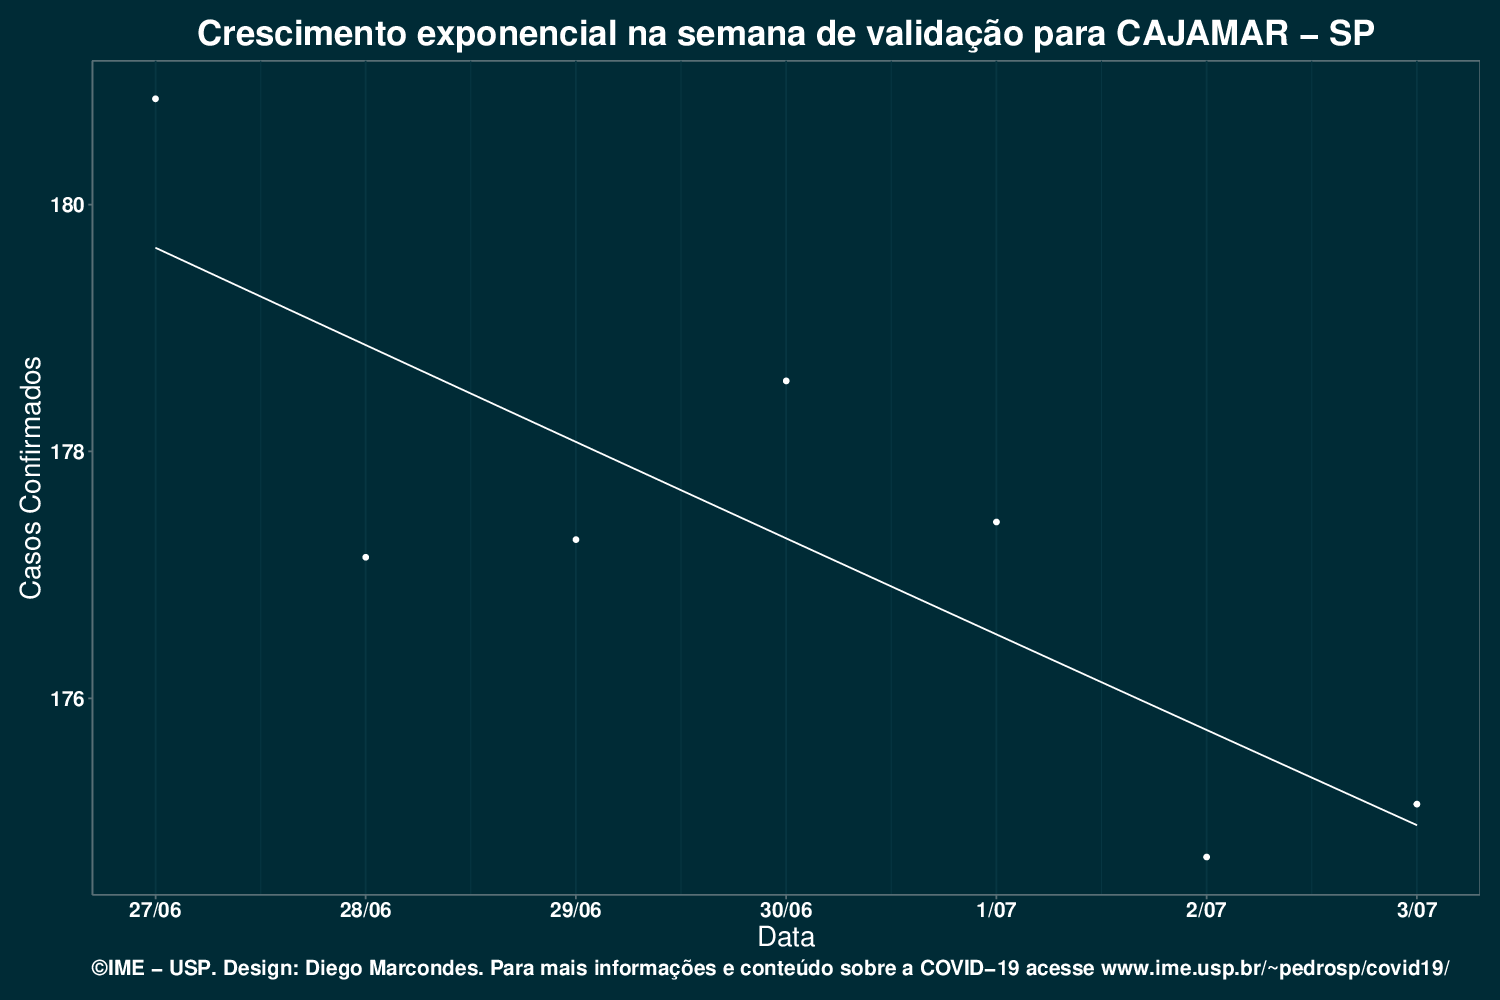 Crescimento exponencial na semana de validação para CAJAMAR – SP
180
178
176
Casos Confirmados
27/06 28/06 29/06 30/06 1/07 2/07 3/07
Data
©IME – USP. Design: Diego Marcondes. Para mais informações e conteúdo sobre a COVID–19 acesse www.ime.usp.br/~pedrosp/covid19/